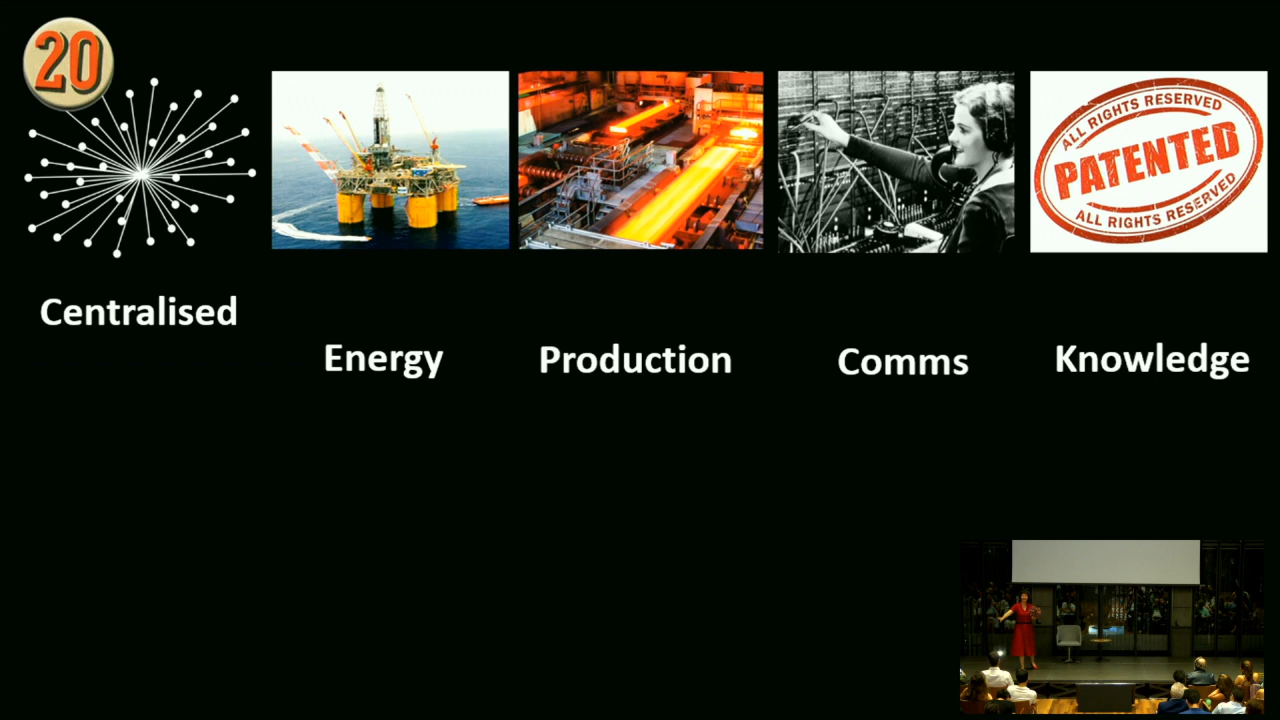 20
ALL RIGHTS RESERVED
PATENTED
ALL RIGHTS RESERVED
Centralised
Energy
Production
Comms
Knowledge